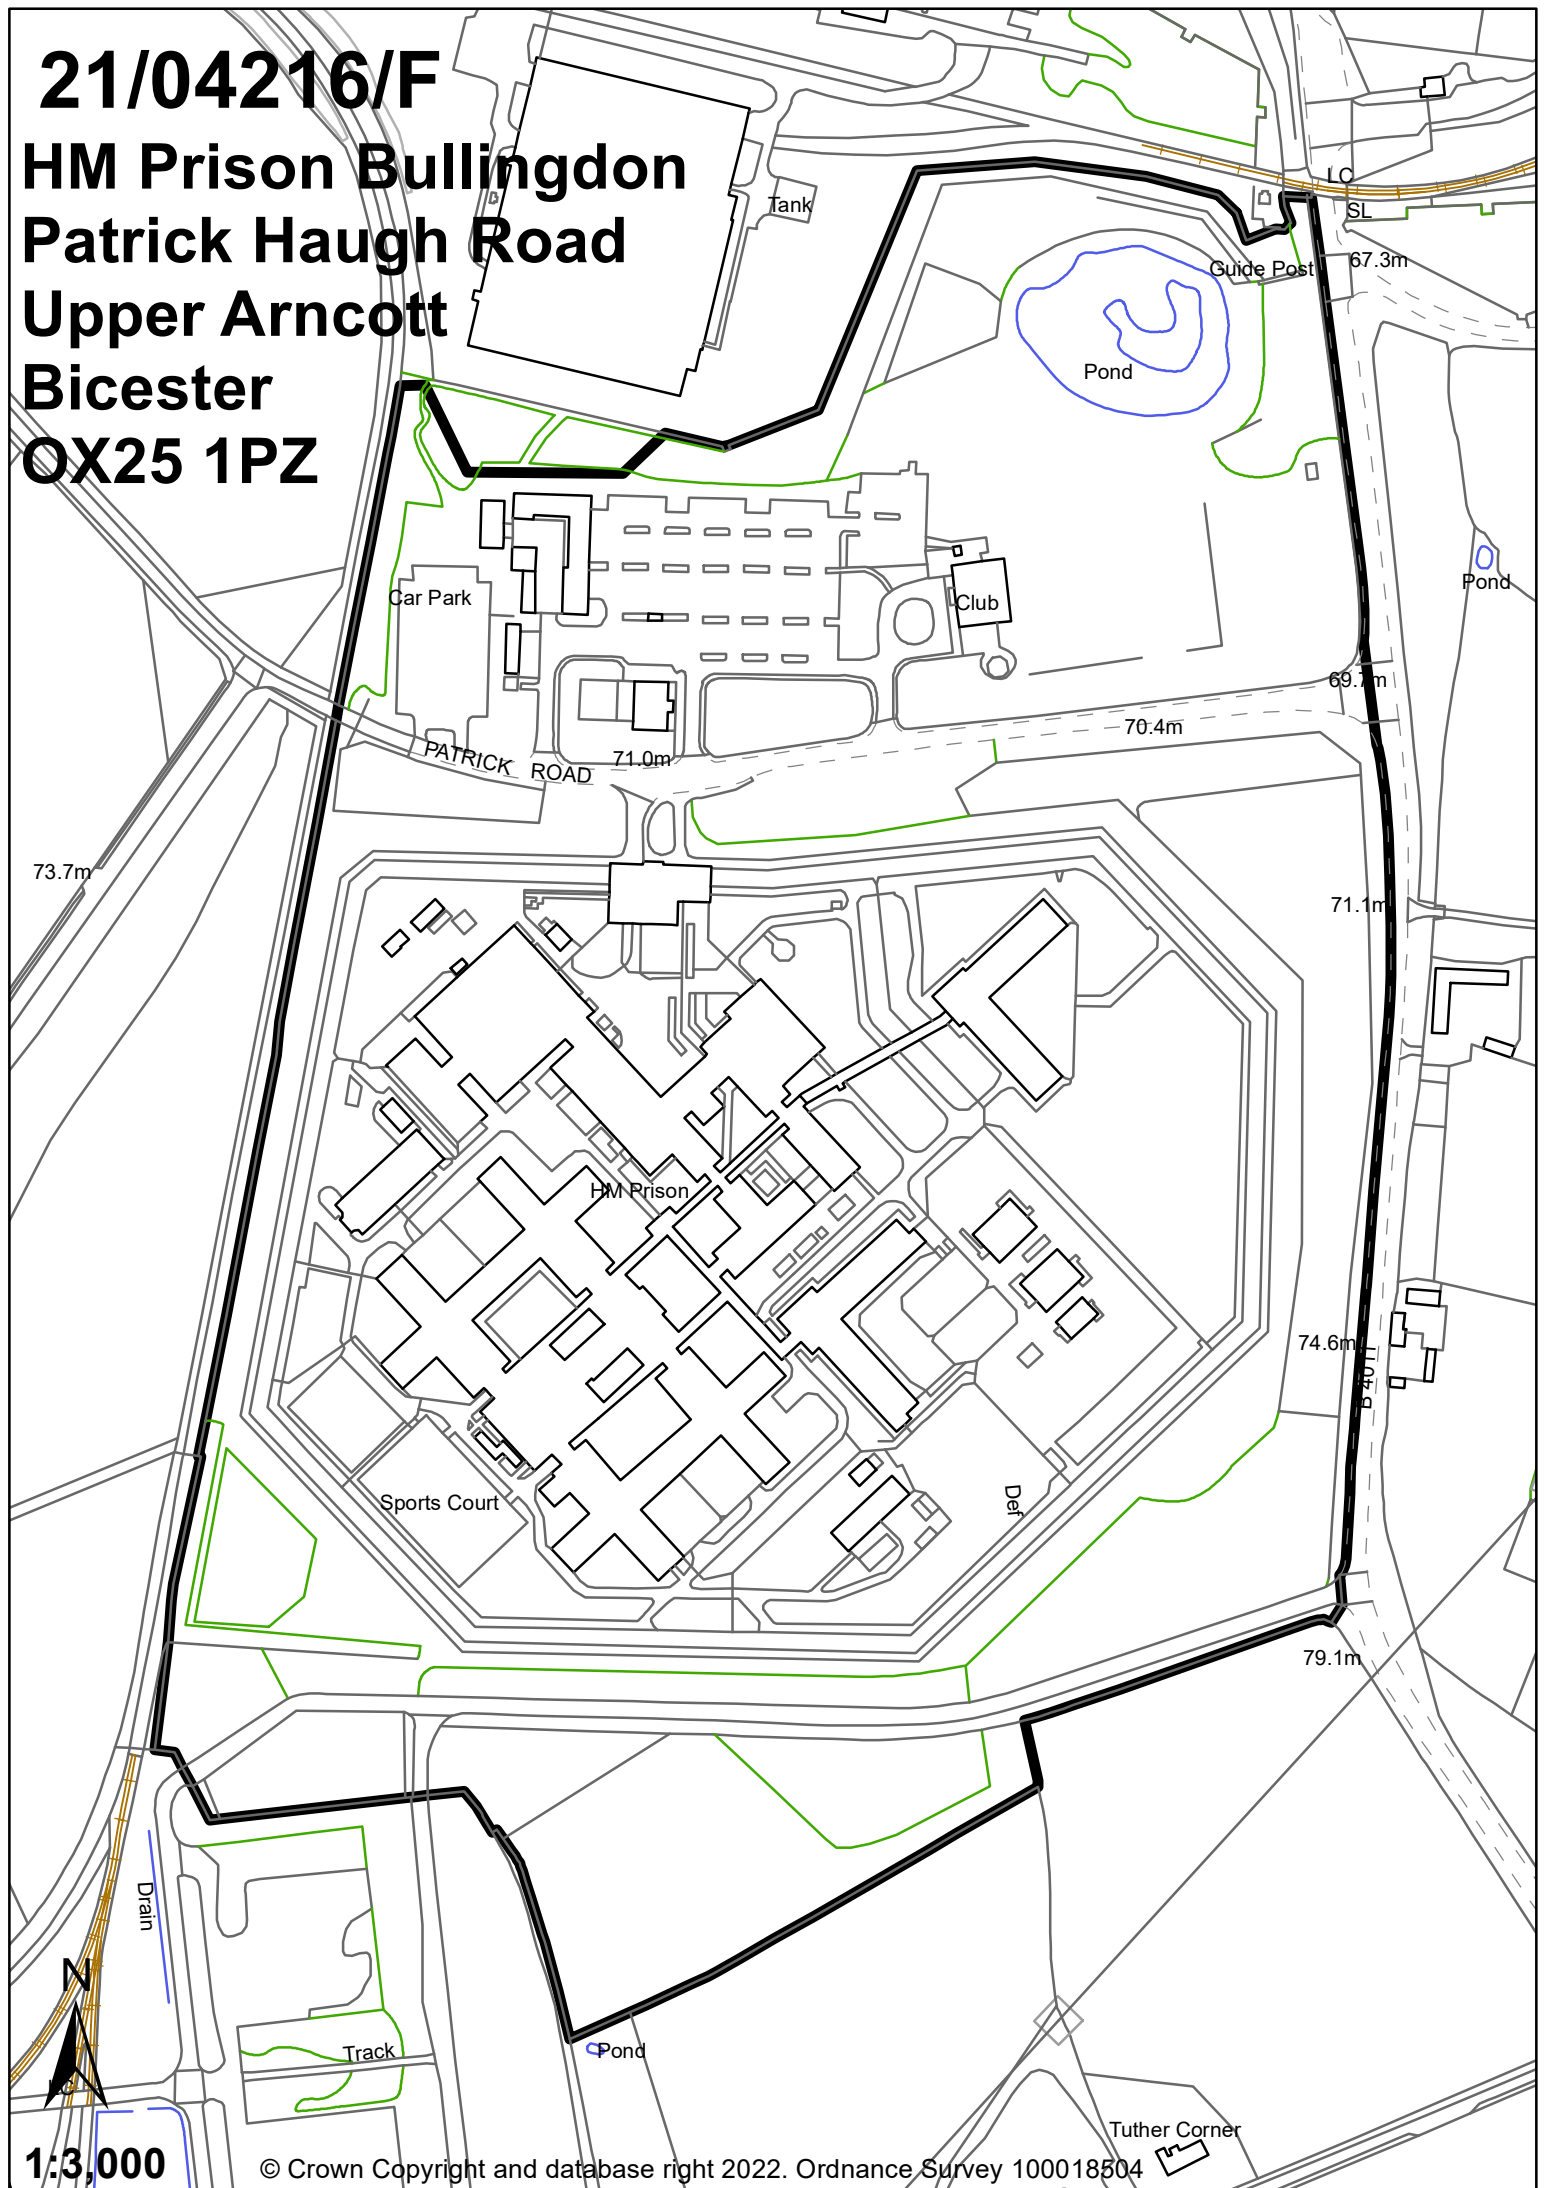 21/04216/F
HM Prison Bullingdon
Patrick Haugh Road
Upper Arncott
Bicester
OX25 1PZ
Tank
LC
SL
67.3m
Guide Post
Pond
Pond
Car Park
Club
69.7m
70.4m
PATRICK ROAD
71.0m
73.7m
71.1m
HM Prison
74.6m
B 4011
Sports Court
Def
79.1m
Drain
N
Track
Pond
LC
Tuther Corner
1:3,000
© Crown Copyright and database right 2022. Ordnance Survey 100018504